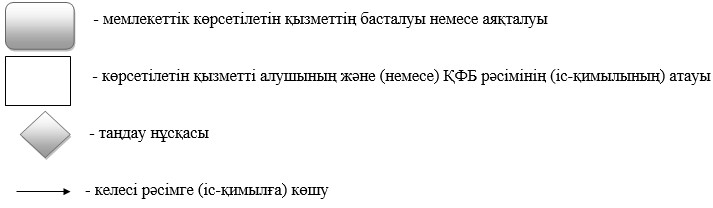 - мемлекеттік көрсетілетін қызметтің басталуы немесе аяқталуы
- көрсетілетін қызметті алушының және (немесе) ҚФБ рәсімінің (іс-қимылының) атауы
- таңдау нұсқасы
- келесі рәсімге (іс-қимылға) көшу